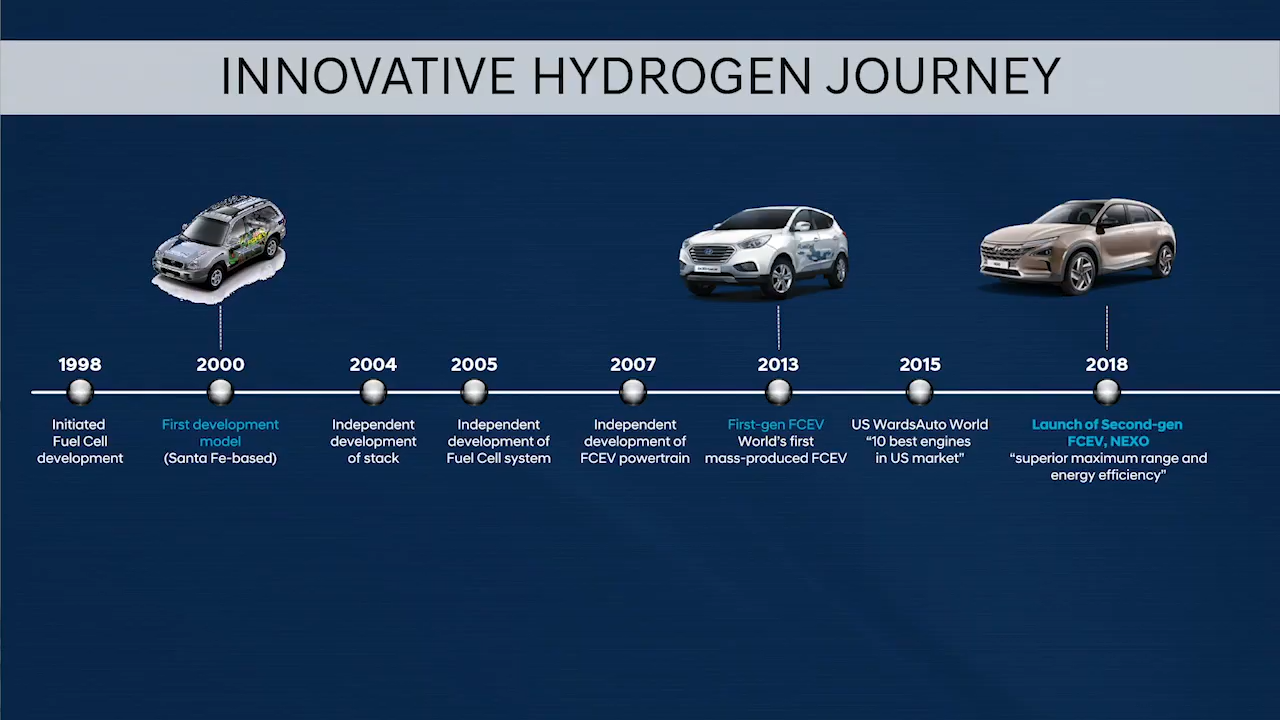 INNOVATIVE HYDROGEN JOURNEY
1998
Initiated
Fuel Cell
development
2000
First development
model
(Santa Fe-based)
2004
Independent
development
of stack
2005
Independent
development of
Fuel Cell system
2007
Independent
development of
FCEV powertrain
2013
First-gen FCEV
World’s first
mass-produced FCEV
2015
US WardsAuto World
“10 best engines
in US market”
2018
Launch of Second-gen
FCEV, NEXO
“superior maximum range and
energy efficiency”